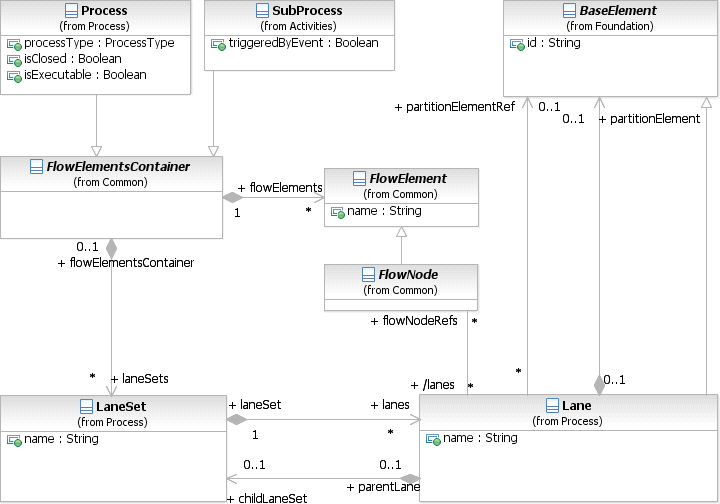 Process
(from Process)
processType : ProcessType
isClosed : Boolean
isExecutable : Boolean
SubProcess
(from Activities)
triggeredByEvent : Boolean
BaseElement
(from Foundation)
id : String
+ partitionElementRef
0..1
0..1
+ partitionElement
FlowElementsContainer
(from Common)
+ flowElements
1
*
FlowElement
(from Common)
name : String
0..1
+ flowElementsContainer
FlowNode
(from Common)
+ flowNodeRefs
*
*
+ laneSets
+ /lanes
*
*
0..1
LaneSet
(from Process)
name : String
+ laneSet
+ lanes
1
*
0..1
0..1
+ parentLane
+ childLaneSet
Lane
(from Process)
name : String